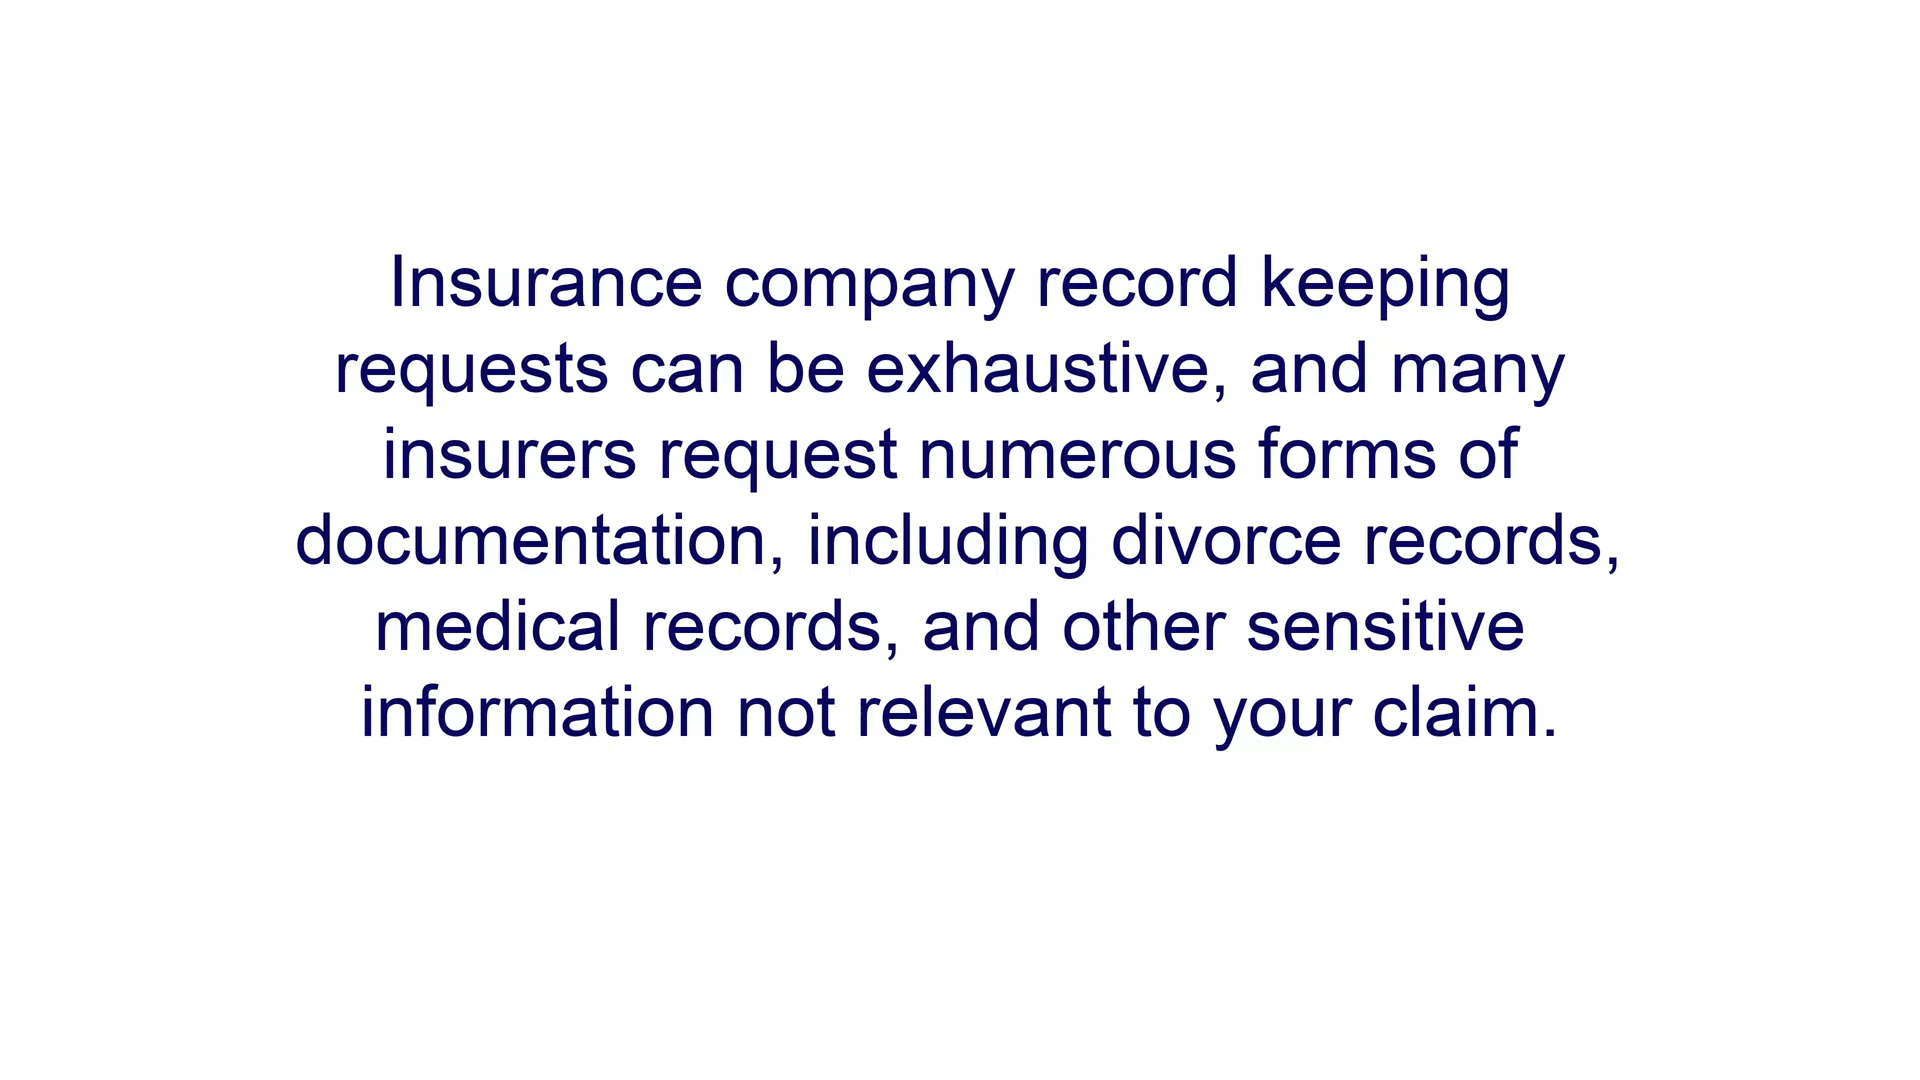 Insurance company record keeping
requests can be exhaustive, and many
insurers request numerous forms of
documentation, including divorce records,
medical records, and other sensitive
information not relevant to your claim.